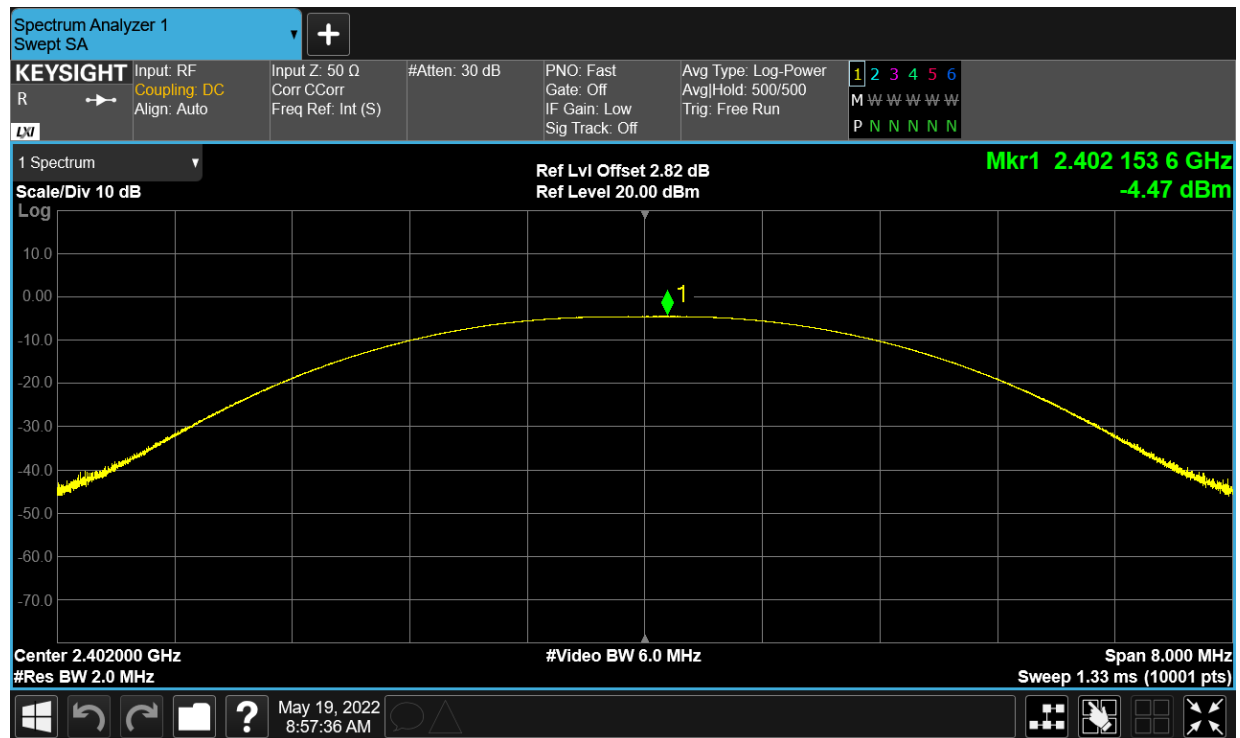 Spectrum Analyzer 1
Swept SA
KEYSIGHT
R
LXI
Input: RF
Coupling: DC
Align: Auto
Input Z: 50 Ω
Corr CCorr
Freq Ref: Int (S)
#Atten: 30 dB
PNO: Fast
Gate: Off
IF Gain: Low
Sig Track: Off
Avg Type: Log-Power
Avg|Hold: 500/500
Trig: Free Run
1 2 3 4 5 6
M W W W W W
P N N N N N
1 Spectrum
Scale/Div 10 dB
Ref Lvl Offset 2.82 dB
Ref Level 20.00 dBm
Mkr1 2.402 153 6 GHz
-4.47 dBm
Log
10.0
0.00
-10.0
-20.0
-30.0
-40.0
-50.0
-60.0
-70.0
1
Center 2.402000 GHz
#Res BW 2.0 MHz
#Video BW 6.0 MHz
Span 8.000 MHz
Sweep 1.33 ms (10001 pts)
?
May 19, 2022
8:57:36 AM